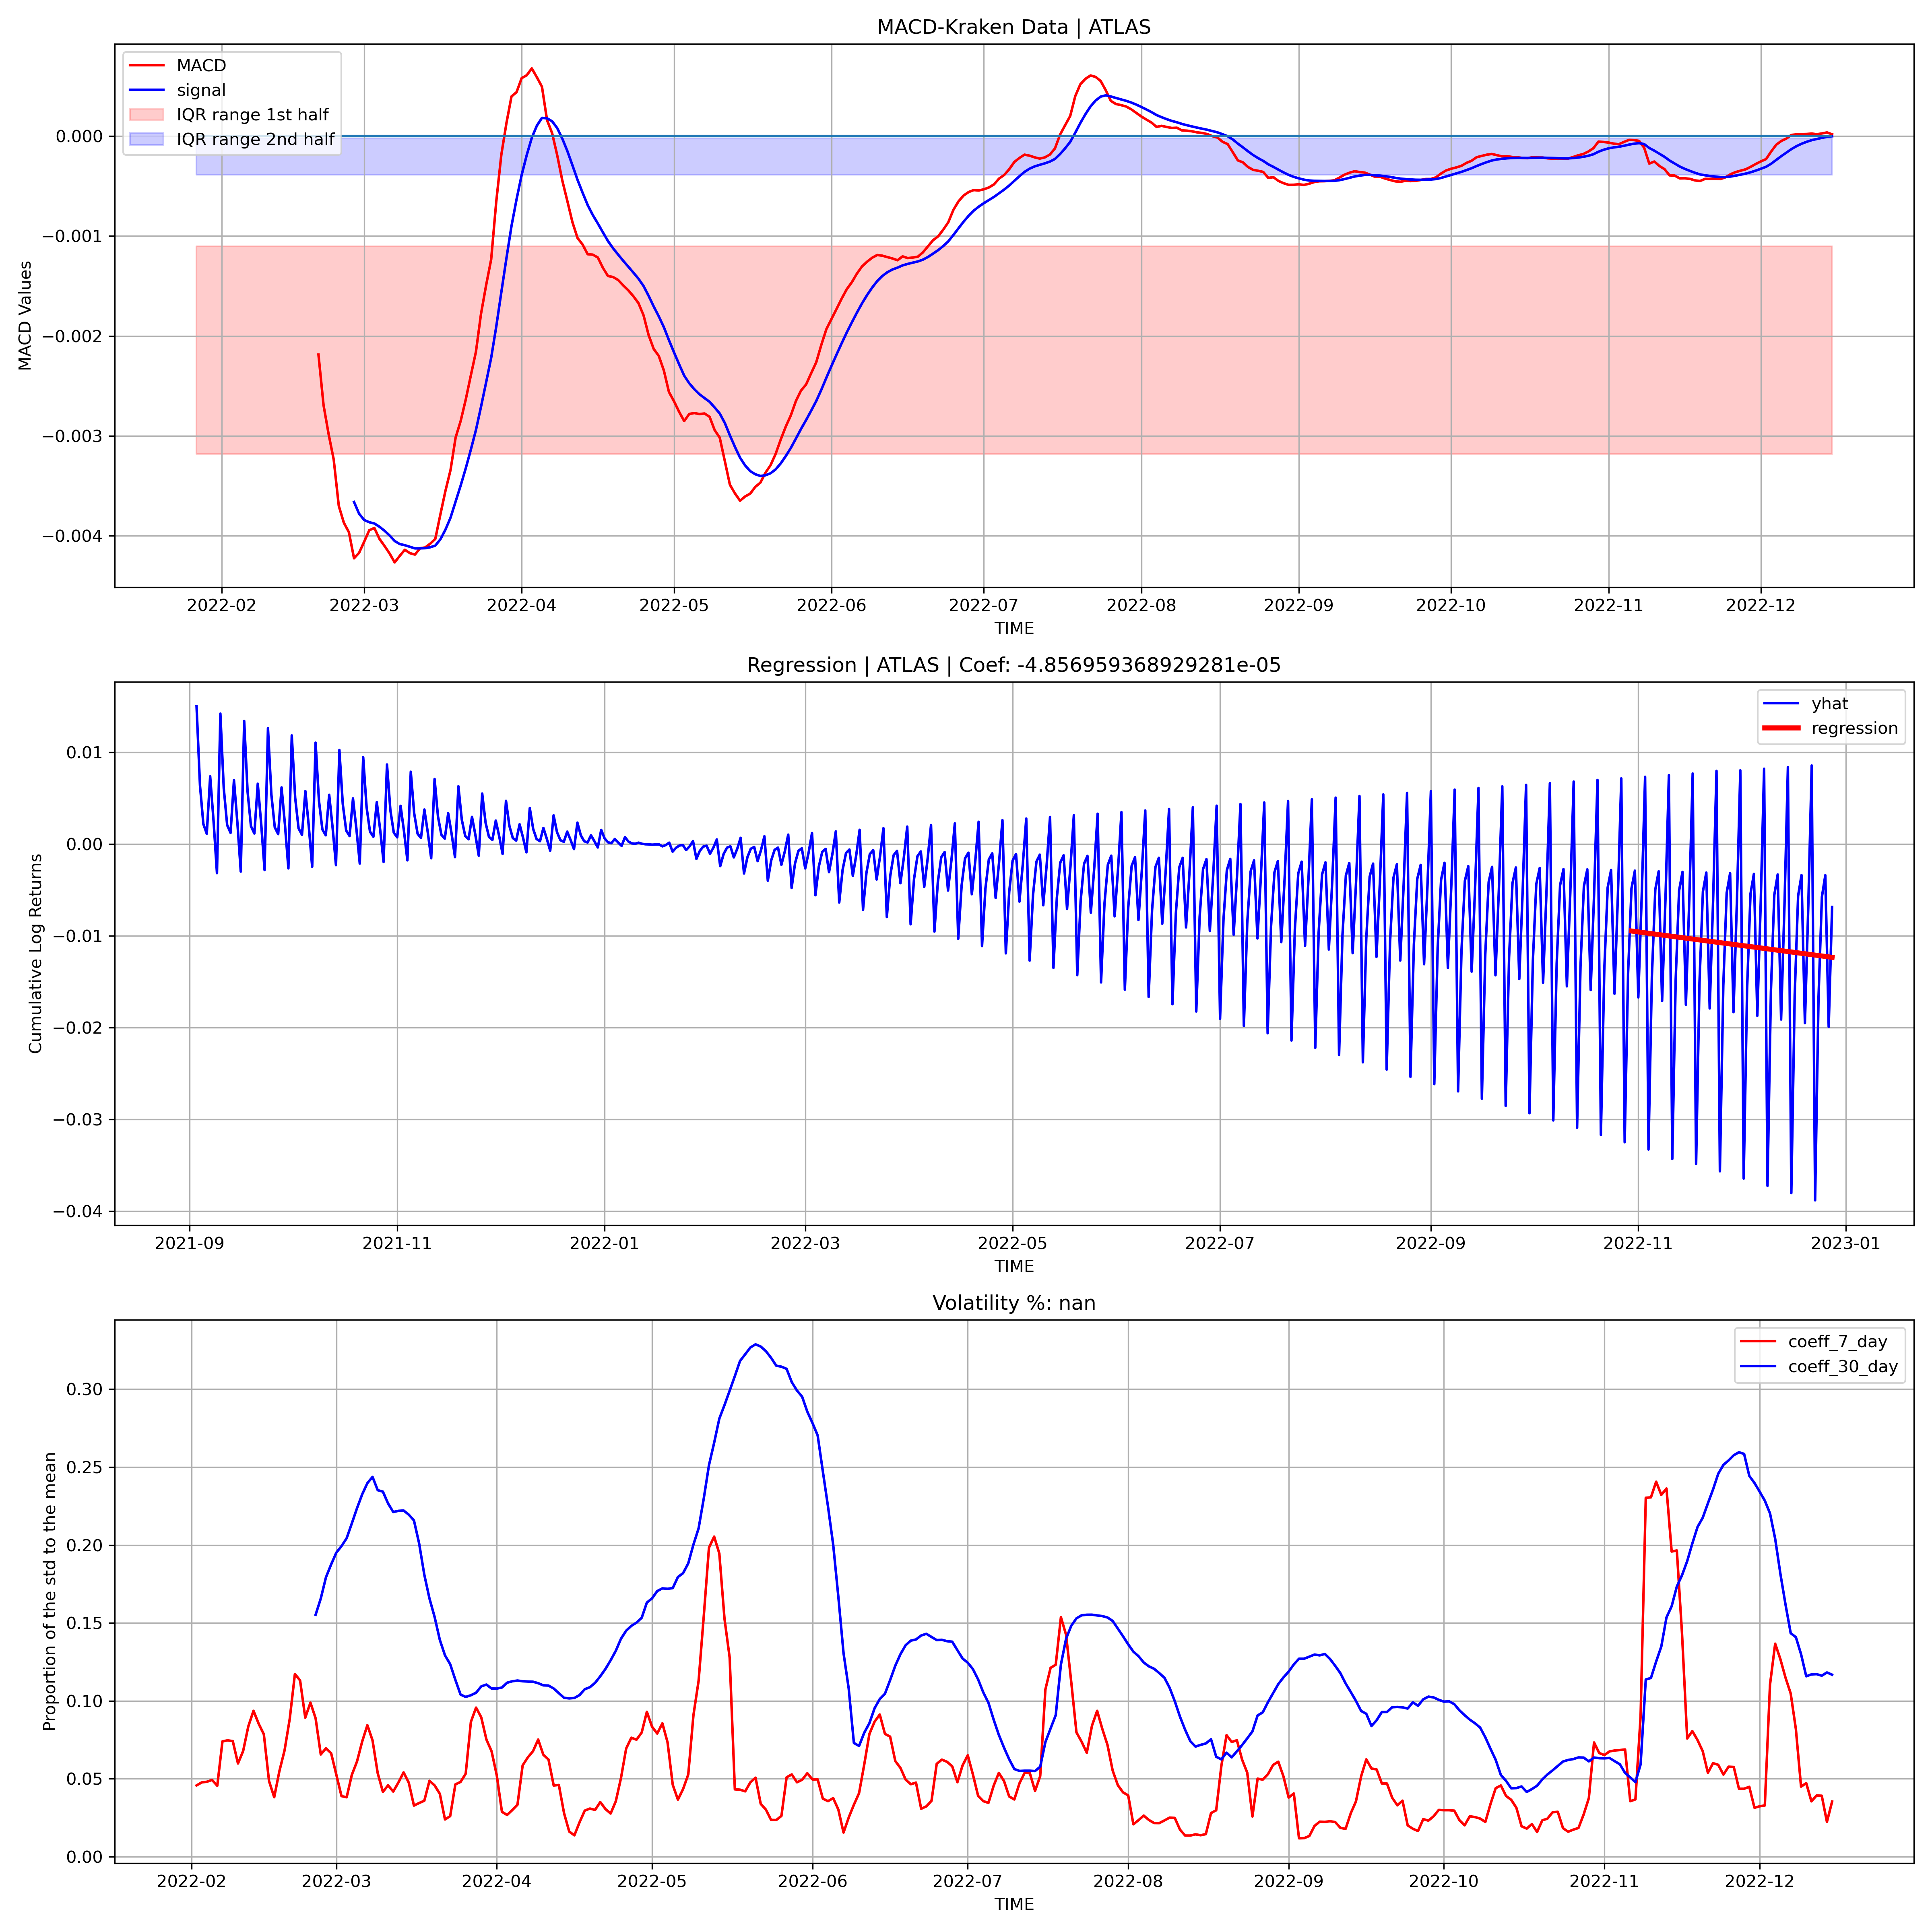 MACD-Kraken Data | ATLAS
MACD
signal
IQR range 1st half
IQR range 2nd half
MACD Values
0.000
−0.001
−0.002
−0.003
−0.004
2022-02 2022-03 2022-04 2022-05 2022-06 2022-07 2022-08 2022-09 2022-10 2022-11 2022-12
TIME
Regression | ATLAS | Coef: -4.856959368929281e-05
yhat
regression
Cumulative Log Returns
0.01
0.00
−0.01
−0.02
−0.03
−0.04
2021-09 2021-11 2022-01 2022-03 2022-05 2022-07 2022-09 2022-11 2023-01
TIME
Volatility %: nan
coeff_7_day
coeff_30_day
Proportion of the std to the mean
0.30
0.25
0.20
0.15
0.10
0.05
0.00
2022-02 2022-03 2022-04 2022-05 2022-06 2022-07 2022-08 2022-09 2022-10 2022-11 2022-12
TIME